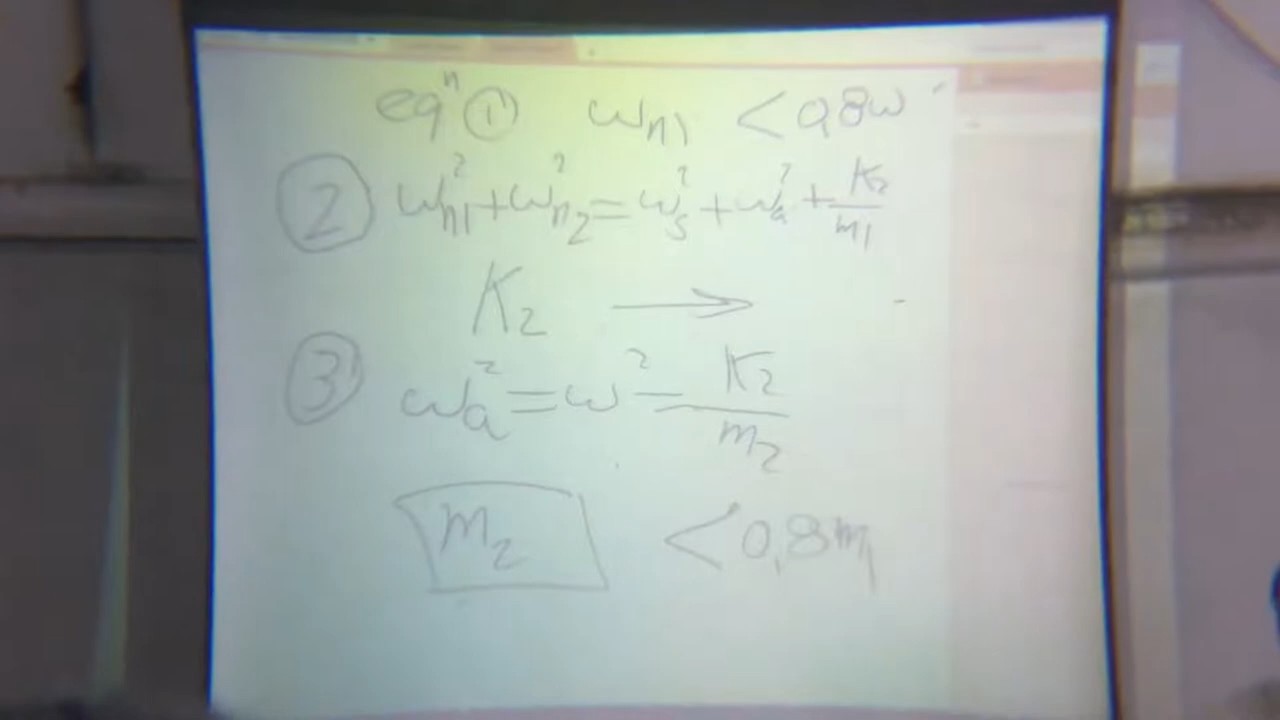 eqⁿ ① ωn1 < 0,8ω
② ωn1² + ωn2² = ωs² + ωa² + K2/m1
K2 →
③ ωa² = ω² - K2/m2
m2 < 0,8m1